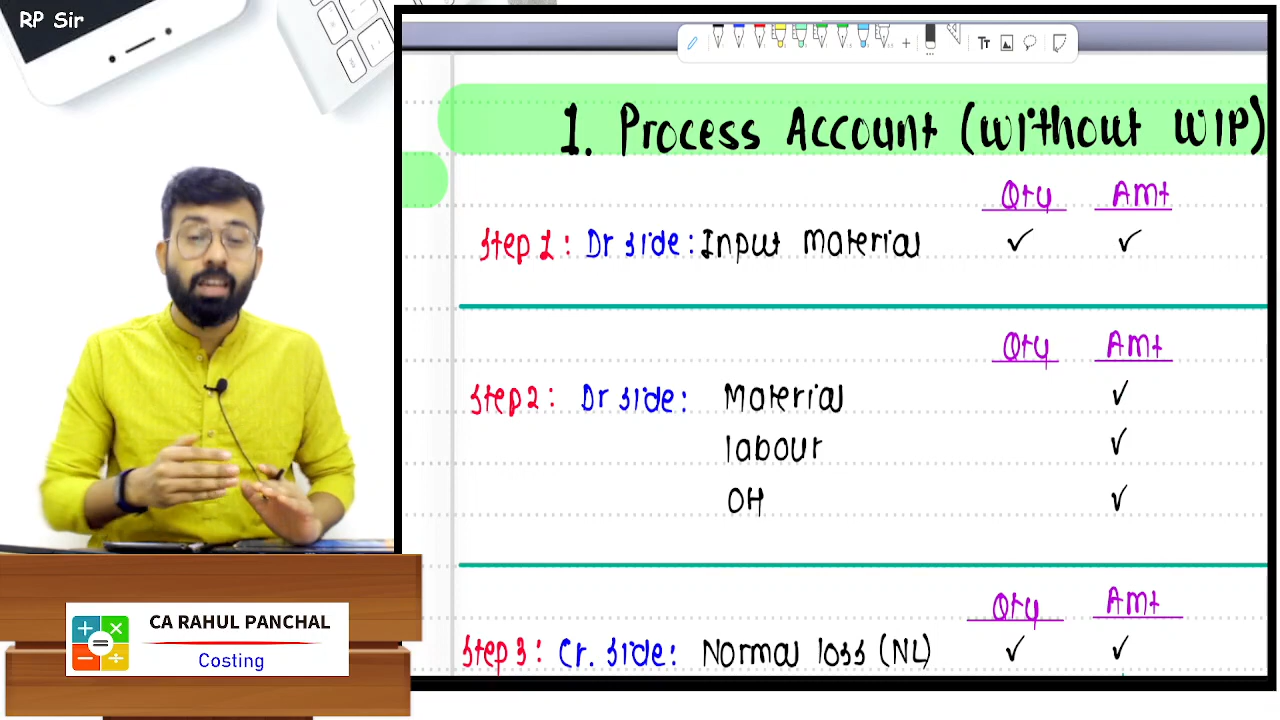 RP Sir
Tт
1. Process Account (without WIP)
Qty Amt
Step 1: Dr side: Input Material ✓ ✓
Qty Amt
Step 2: Dr side: Material ✓
labour ✓
OH ✓
Qty Amt
Step 3: Cr. side: Normal loss (NL) ✓ ✓
CA RAHUL PANCHAL
Costing